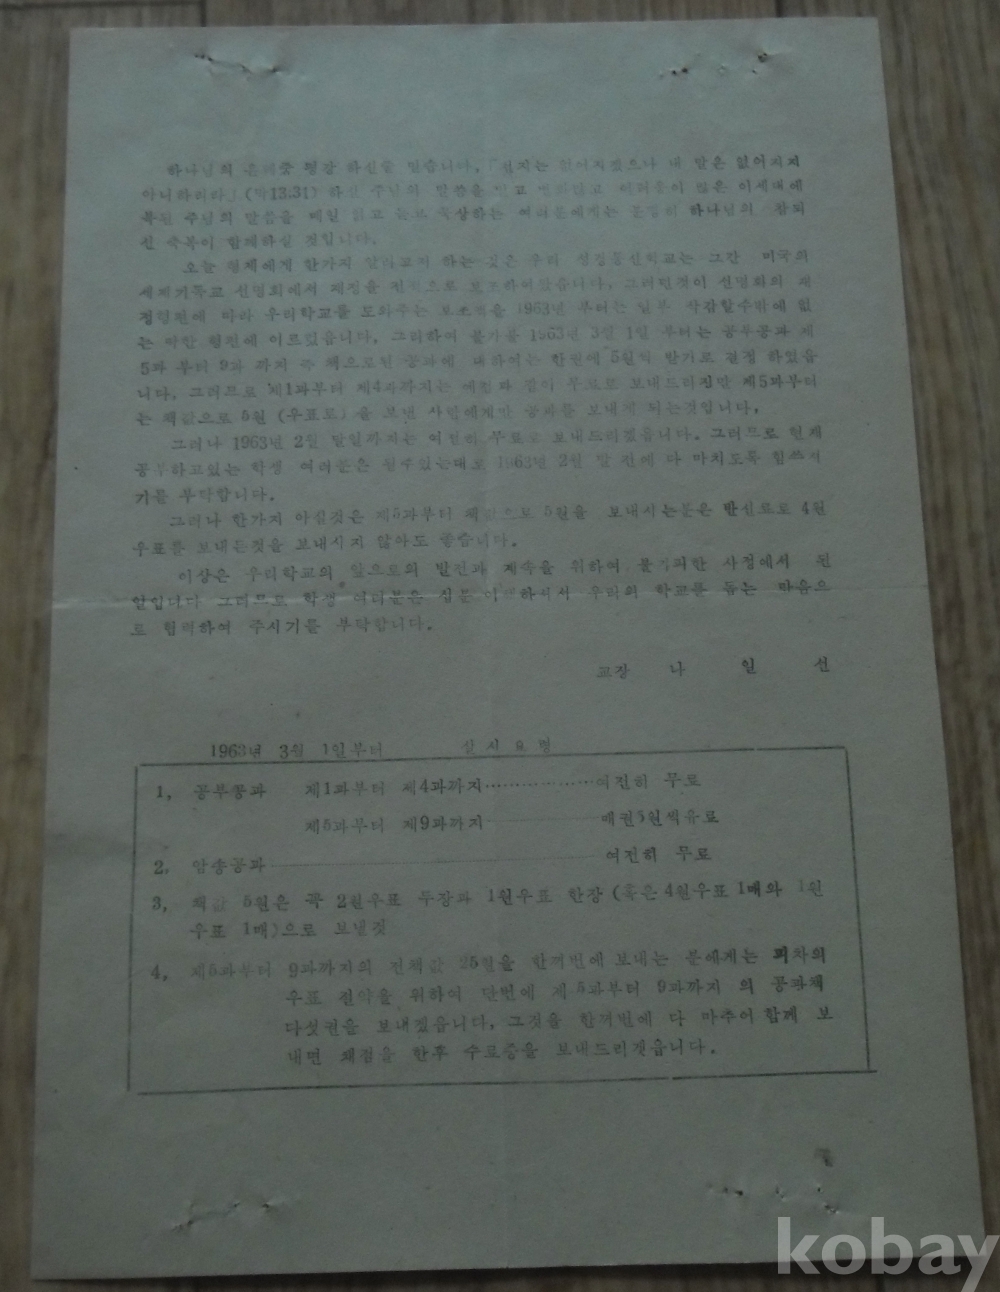 하나님의 은혜중 평강 하신줄 믿습니다, 「천지는 없어지겠으나 내 말은 없어지지
아니하리라」(막13.31) 하신 주님의 말씀을 믿고 많은 이세대에
주님의 말씀을 매일 읽고 듣고 묵상하는 여러분에게는 분명히 하나님의 참되
신 축복이 함께하실 것입니다,
오늘 형제에게 한가지 알리고저 하는 것은 우리 성경통신학교는 그간 미국의
세계기독교 선명회에서 재정을 전적으로 보조하여왔습니다, 그러던것이 선명회의 재
정형편에 따라 우리학교를 도와주는 보조비를 1963년 부터는 일부 삭감할수밖에 없
는 딱한 형편에 이르렀읍니다, 그리하여 불가불 1963년 3월 1일 부터는 공부공과 제
5과 부터 9과 까지 즉 책으로된 공과에 대하여는 한권에 5원씩 받기로 결정 하였읍
니다, 그러므로 제1과부터 제4과까지는 예전과 같이 무료로 보내드리지만 제5과부터
는 책값으로 5원 (우표로)을 보낸 사람에게만 공과를 보내게 되는것입니다,
그러나 1963년 2월 말일까지는 여전히 무료로 보내드리겠읍니다. 그러므로 현재
공부하고있는 학생 여러분은 될수있는대로 1963년 2월 말 전에 다 마치도록 힘쓰시
기를 부탁합니다.
그러나 한가지 아실것은 제5과부터 책값으로 5원을 보내시는분은 반신료로 4원
우표를 보내든것을 보내시지 않아도 좋습니다.
이상은 우리학교의 앞으로의 발전과 계속을 위하여 불가피한 사정에서 된
일입니다 그러므로 학생 여러분은 십분 이해하셔서 우리의 학교를 돕는 마음으
로 협력하여 주시기를 부탁합니다.
교장 나 일 선
1963년 3월 1일부터 실시요령
1, 공부공과 제1과부터 제4과까지……………여전히 무료
제5과부터 제9과까지……………매권5원씩유료
2, 암송공과……………여전히 무료
3, 책값 5원은 꼭 2원우표 두장과 1원우표 한장 (혹은 4원우표 1매와 1원
우표 1매)으로 보낼것
4, 제5과부터 9과까지의 전책값 25원을 한꺼번에 보내는 분에게는 피차의
우표 절약을 위하여 단번에 제5과부터 9과까지 의 공과책
다섯권을 보내겠읍니다, 그것을 한꺼번에 다 마추어 함께 보
내면 채점을 한후 수료증을 보내드리겟읍니다.
kobay